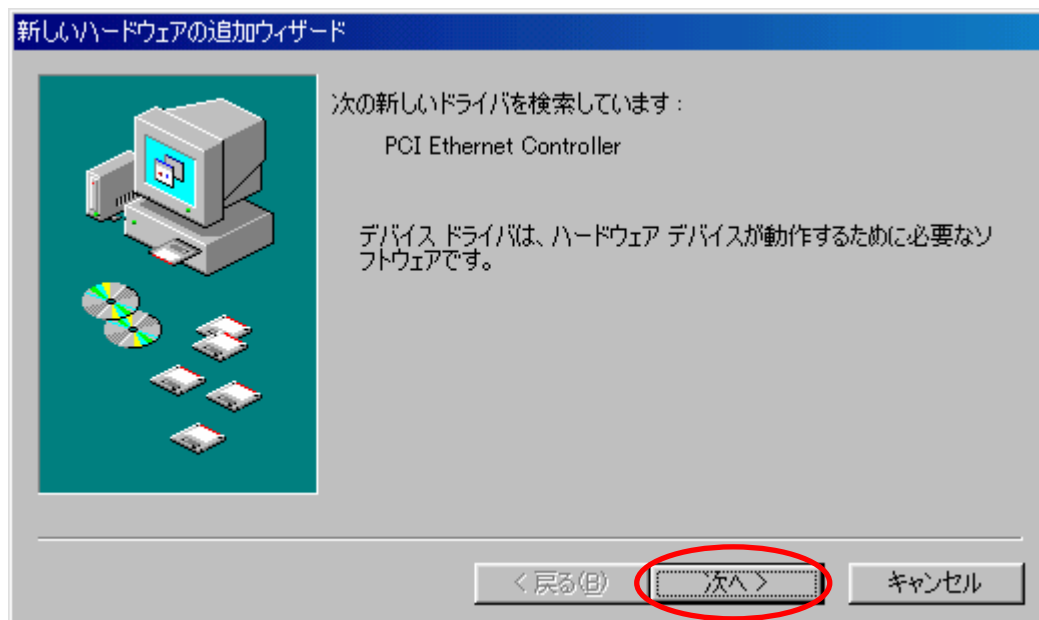 新しいハードウェアの追加ウィザード
次の新しいドライバを検索しています：
PCI Ethernet Controller
デバイス ドライバは、ハードウェア デバイスが動作するために必要なソ
フトウェアです。
< 戻る(B) 次へ > キャンセル